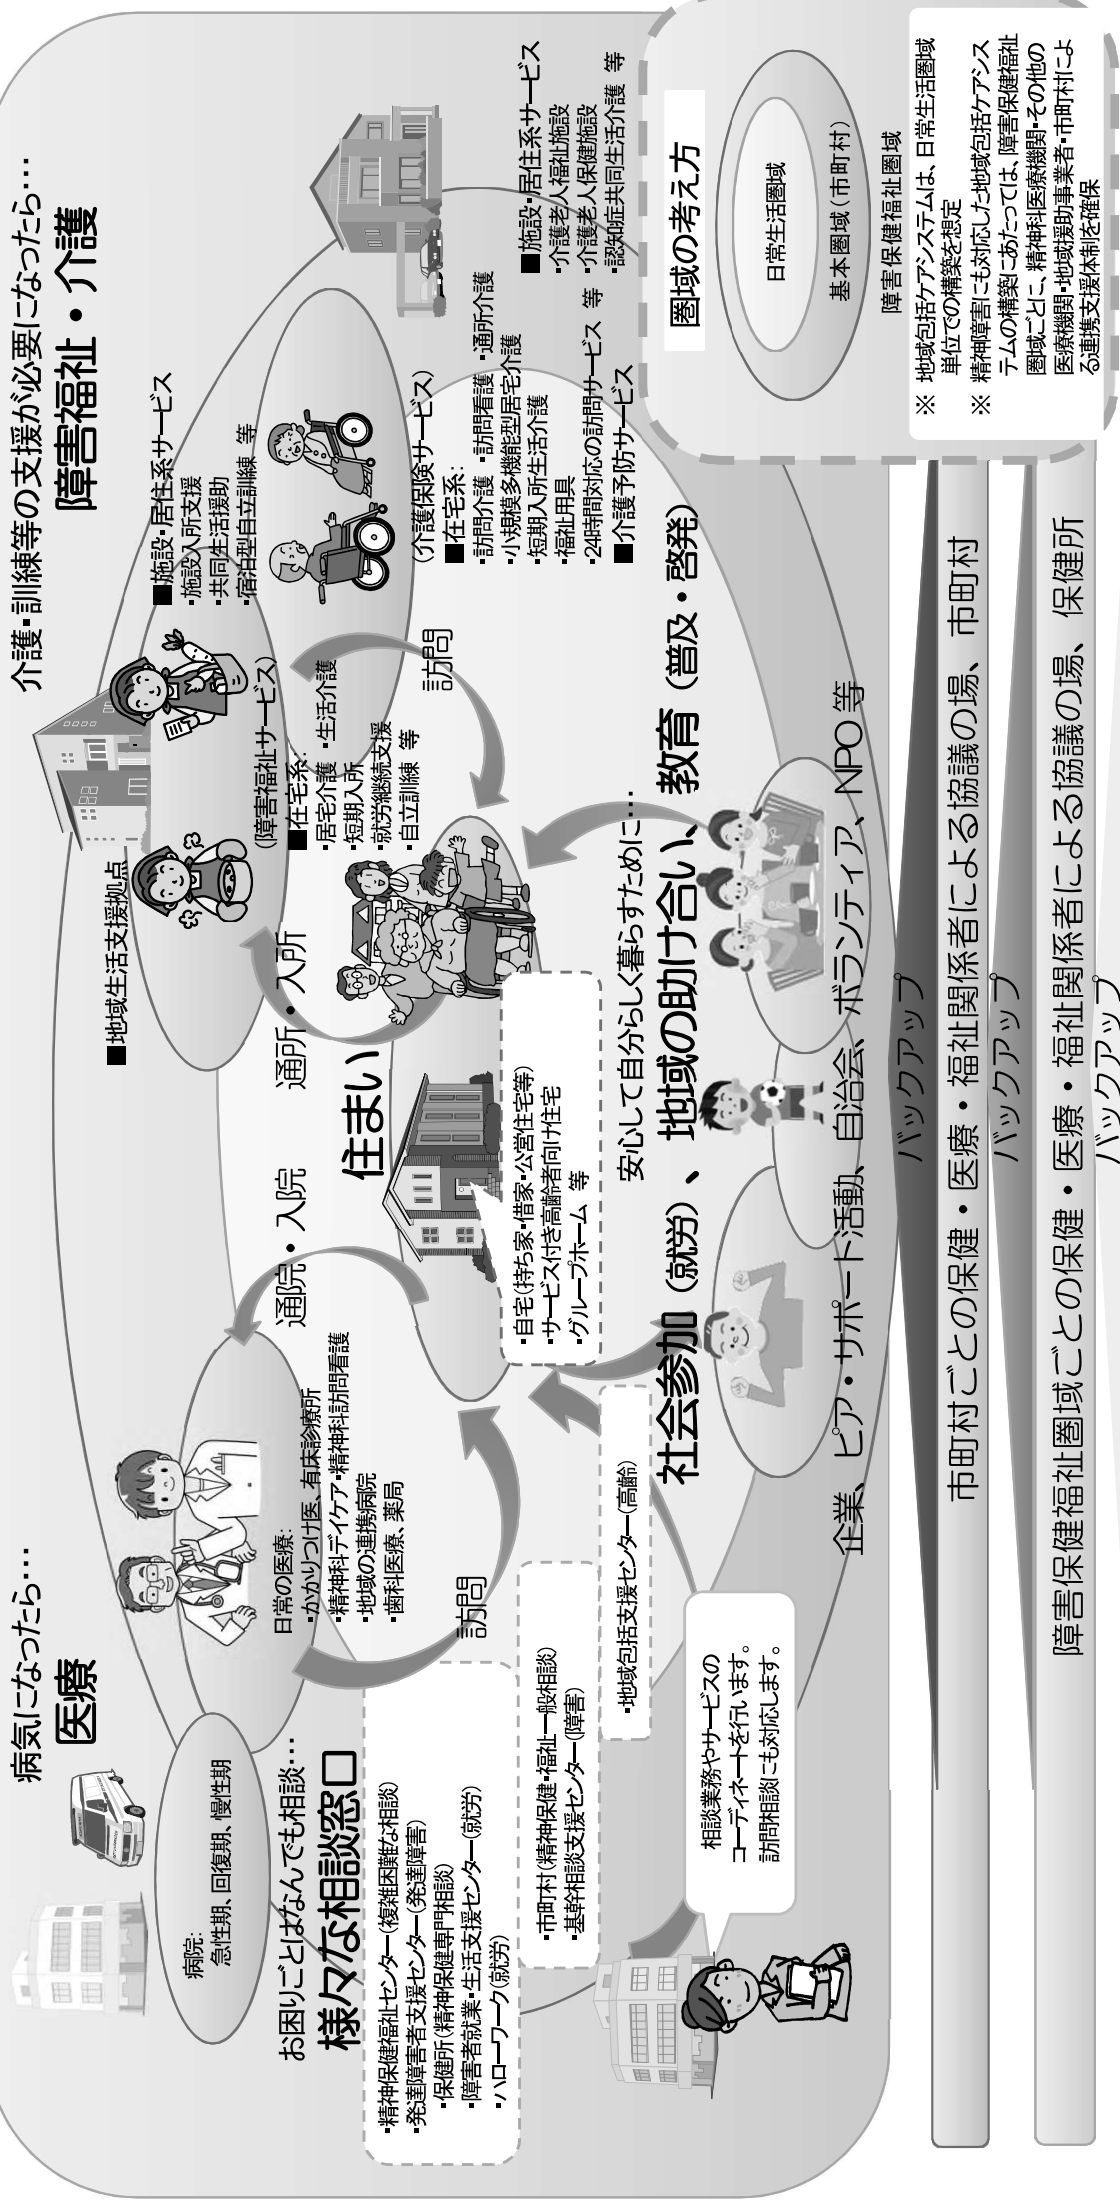 病気になったら…
医療
介護・訓練等の支援が必要になったら…
障害福祉・介護
病院:
急性期、回復期、慢性期
日常の医療:
・かかりつけ医、有床診療所
・精神科デイケア・精神科訪問看護
・地域の連携病院
・歯科医療、薬局
■地域生活支援拠点
■施設・居住系サービス
・施設入所支援
・共同生活援助
・宿泊型自立訓練 等
(障害福祉サービス)
■在宅系:
・居宅介護 ・生活介護
・短期入所
・就労継続支援
・自立訓練 等
(介護保険サービス)
■在宅系:
・訪問介護 ・訪問看護 ・通所介護
・小規模多機能型居宅介護
・短期入所生活介護
・福祉用具
・24時間対応の訪問サービス 等
■介護予防サービス
■施設・居住系サービス
・介護老人福祉施設
・介護老人保健施設
・認知症共同生活介護 等
通院・入院
通所・入所
訪問
訪問
住まい
・自宅(持ち家・借家・公営住宅等)
・サービス付き高齢者向け住宅
・グループホーム 等
お困りごとはなんでも相談…
様々な相談窓口
・精神保健福祉センター(複雑困難な相談)
・発達障害者支援センター(発達障害)
・保健所(精神保健専門相談)
・障害者就業・生活支援センター(就労)
・ハローワーク(就労)
・市町村(精神保健・福祉一般相談)
・基幹相談支援センター(障害)
・地域包括支援センター(高齢)
相談業務やサービスの
コーディネートを行います。
訪問相談にも対応します。
安心して自分らしく暮らすために…
社会参加(就労)、地域の助け合い、教育(普及・啓発)
企業、ピア・サポート活動、自治会、ボランティア、NPO等
圏域の考え方
日常生活圏域
基本圏域(市町村)
障害保健福祉圏域
※ 地域包括ケアシステムは、日常生活圏域
単位での構築を想定
※ 精神障害にも対応した地域包括ケアシス
テムの構築にあたっては、障害保健福祉
圏域ごとに、精神科医療機関・その他の
医療機関・地域援助事業者・市町村によ
る連携支援体制を確保
バックアップ
市町村ごとの保健・医療・福祉関係者による協議の場、市町村
バックアップ
障害保健福祉圏域ごとの保健・医療・福祉関係者による協議の場、保健所
バックアップ